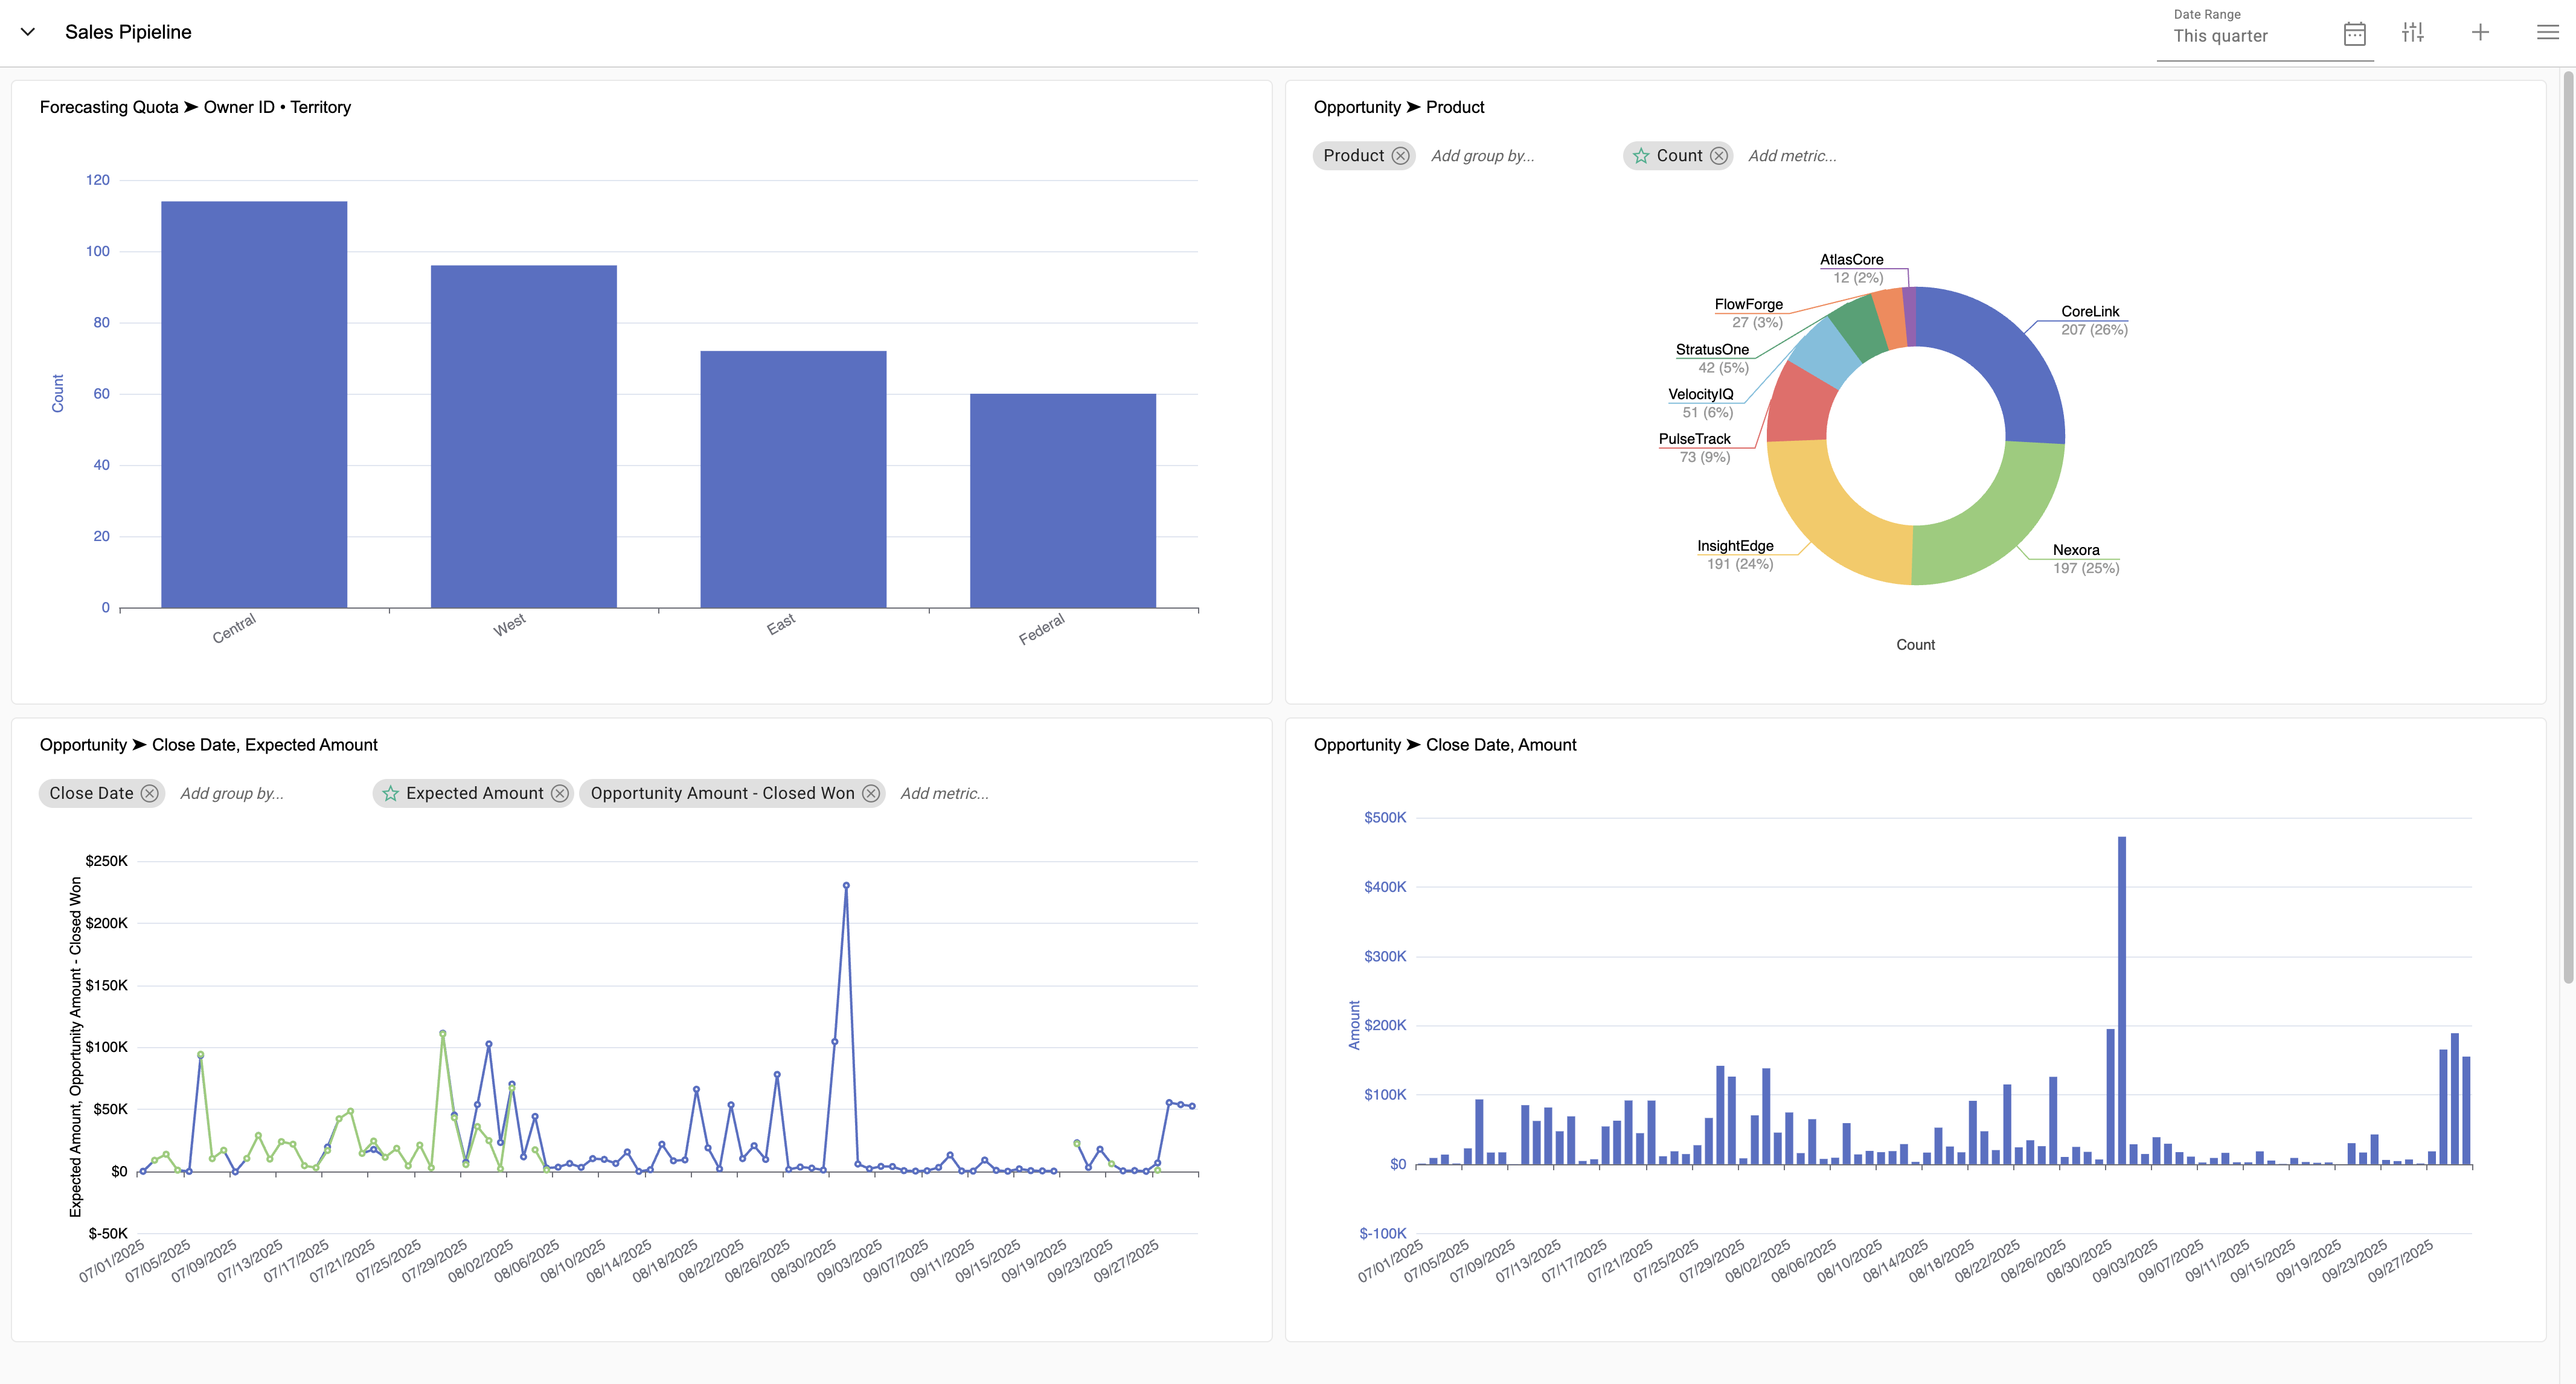 Sales Pipieline
Date Range
This quarter
Forecasting Quota ➤ Owner ID • Territory
120
100
80
60
40
20
0
Count
Central
West
East
Federal
Opportunity ➤ Product
Product
Add group by...
Count
Add metric...
AtlasCore
12 (2%)
FlowForge
27 (3%)
StratusOne
42 (5%)
VelocityIQ
51 (6%)
PulseTrack
73 (9%)
InsightEdge
191 (24%)
CoreLink
207 (26%)
Nexora
197 (25%)
Count
Opportunity ➤ Close Date, Expected Amount
Close Date
Add group by...
Expected Amount
Opportunity Amount - Closed Won
Add metric...
Expected Amount, Opportunity Amount - Closed Won
$250K
$200K
$150K
$100K
$50K
$0
$-50K
07/01/2025
07/05/2025
07/09/2025
07/13/2025
07/17/2025
07/21/2025
07/25/2025
07/29/2025
08/02/2025
08/06/2025
08/10/2025
08/14/2025
08/18/2025
08/22/2025
08/26/2025
08/30/2025
09/03/2025
09/07/2025
09/11/2025
09/15/2025
09/19/2025
09/23/2025
09/27/2025
Opportunity ➤ Close Date, Amount
Amount
$500K
$400K
$300K
$200K
$100K
$0
$-100K
07/01/2025
07/05/2025
07/09/2025
07/13/2025
07/17/2025
07/21/2025
07/25/2025
07/29/2025
08/02/2025
08/06/2025
08/10/2025
08/14/2025
08/18/2025
08/22/2025
08/26/2025
08/30/2025
09/03/2025
09/07/2025
09/11/2025
09/15/2025
09/19/2025
09/23/2025
09/27/2025